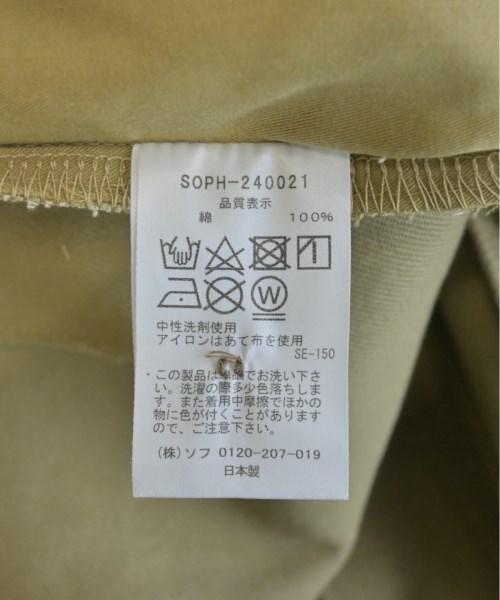 SOPH-240021
品質表示
綿 100%
W
中性洗剤使用
アイロンはあて布を使用
SE-150
・この製品は単独でお洗い下さい。洗濯の際多少色落ちします。また着用中摩擦でほかの物に色が付くことがありますので、ご注意下さい。
(株)ソフ 0120-207-019
日本製